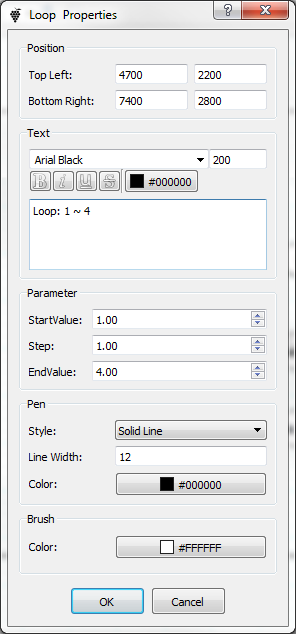 Loop Properties
?
Position
Top Left: 4700 2200
Bottom Right: 7400 2800
Text
Arial Black 200
B i U S #000000
Loop: 1 ~ 4
Parameter
StartValue: 1.00
Step: 1.00
EndValue: 4.00
Pen
Style: Solid Line
Line Width: 12
Color: #000000
Brush
Color: #FFFFFF
OK Cancel